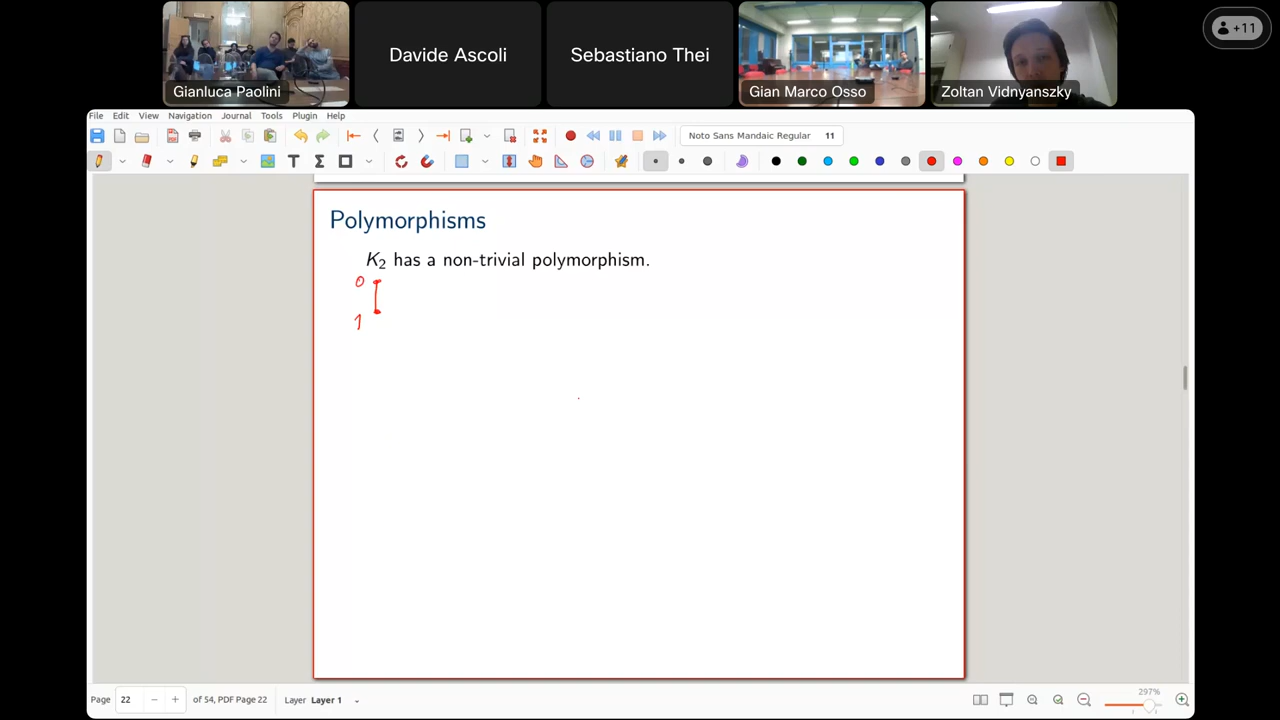 Davide Ascoli
Sebastiano Thei
+11
Gianluca Paolini
Gian Marco Osso
Zoltan Vidnyanszky
File Edit View Navigation Journal Tools Plugin Help
Noto Sans Mandaic Regular 11
Polymorphisms
K₂ has a non-trivial polymorphism.
0
1
Page 22 of 54, PDF Page 22 Layer Layer 1 297%